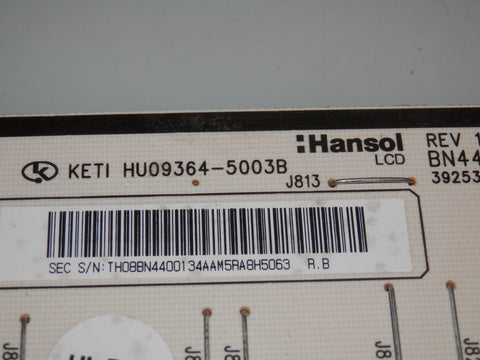 Hansol
LCD
REV 1
BN44
39253
KETI HU09364-5003B
J813
SEC S/N:TH08BN4400134AAM5RA8H5063 R.B